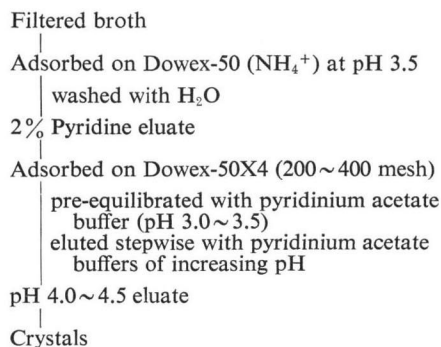 Filtered broth
Adsorbed on Dowex-50 (NH₄⁺) at pH 3.5
washed with H₂O
2% Pyridine eluate
Adsorbed on Dowex-50X4 (200~400 mesh)
pre-equilibrated with pyridinium acetate
buffer (pH 3.0~3.5)
eluted stepwise with pyridinium acetate
buffers of increasing pH
pH 4.0~4.5 eluate
Crystals